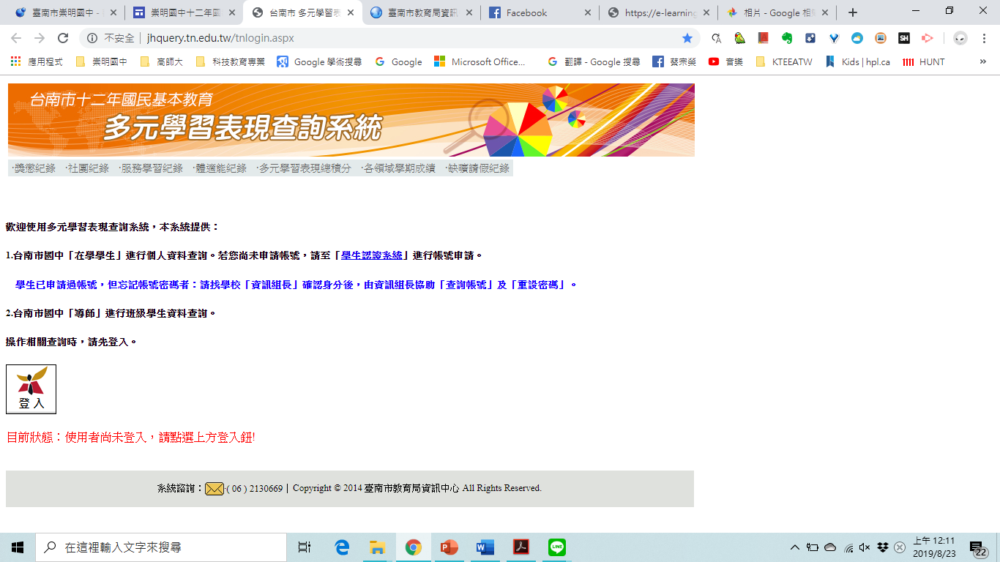 臺南市崇明國中 -
崇明國中十二年國
台南市 多元學習表
臺南市教育局資訊
Facebook
https://e-learning
相片 - Google 相
不安全 | jhquery.tn.edu.tw/tnlogin.aspx
應用程式 崇明國中 高師大 科技教育專業 Google 學術搜尋 Google Microsoft Office... 翻譯 - Google 搜尋 蔡宗榮 音樂 KTEEATW Kids | hpl.ca 1111 HUNT »
台南市十二年國民基本教育
多元學習表現查詢系統
·獎懲紀錄 ·社團紀錄 ·服務學習紀錄 ·體適能紀錄 ·多元學習表現總積分 ·各領域學期成績 ·缺曠請假紀錄
歡迎使用多元學習表現查詢系統，本系統提供：
1.台南市國中「在學學生」進行個人資料查詢。若您尚未申請帳號，請至「學生認證系統」進行帳號申請。
學生已申請過帳號，但忘記帳號密碼者：請找學校「資訊組長」確認身分後，由資訊組長協助「查詢帳號」及「重設密碼」。
2.台南市國中「導師」進行班級學生資料查詢。
操作相關查詢時，請先登入。
登 入
目前狀態：使用者尚未登入，請點選上方登入鈕!
系統諮詢： ·( 06 ) 2130669 | Copyright © 2014 臺南市教育局資訊中心 All Rights Reserved.
在這裡輸入文字來搜尋
上午 12:11
2019/8/23
22